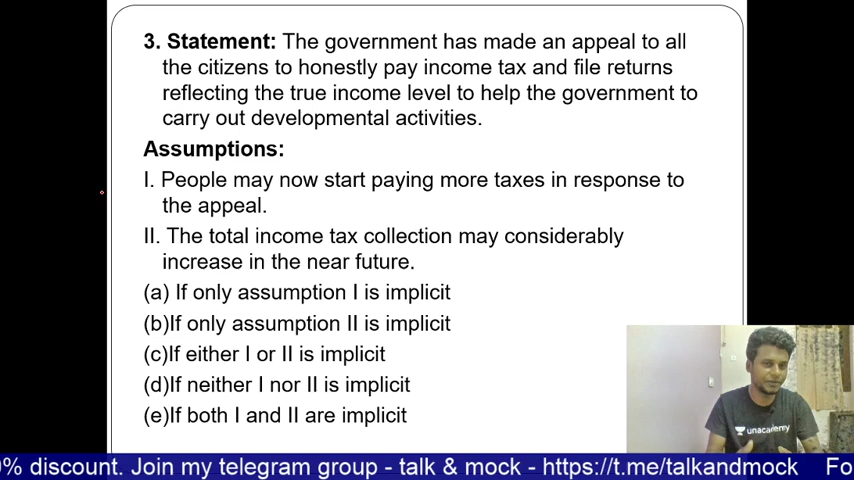 3. Statement: The government has made an appeal to all
the citizens to honestly pay income tax and file returns
reflecting the true income level to help the government to
carry out developmental activities.
Assumptions:
I. People may now start paying more taxes in response to
the appeal.
II. The total income tax collection may considerably
increase in the near future.
(a) If only assumption I is implicit
(b)If only assumption II is implicit
(c)If either I or II is implicit
(d)If neither I nor II is implicit
(e)If both I and II are implicit
unacademy
0% discount. Join my telegram group - talk & mock - https://t.me/talkandmock Fo